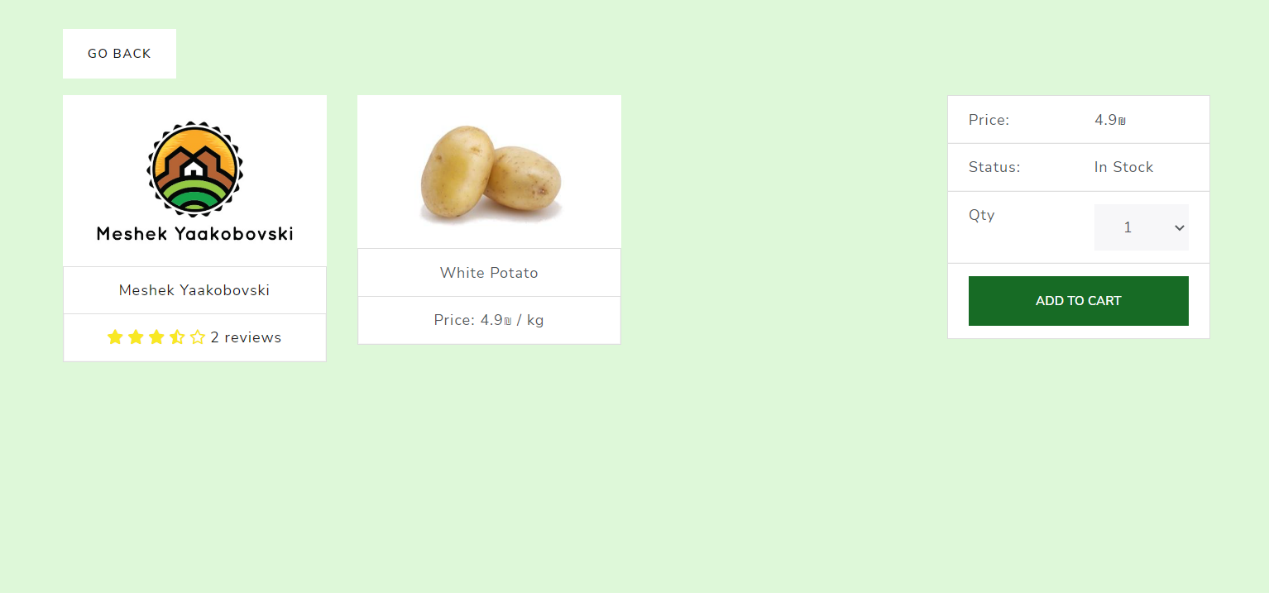 GO BACK
Meshek Yaakobovski
Meshek Yaakobovski
2 reviews
White Potato
Price: 4.9₪ / kg
Price: 4.9₪
Status: In Stock
Qty 1
ADD TO CART